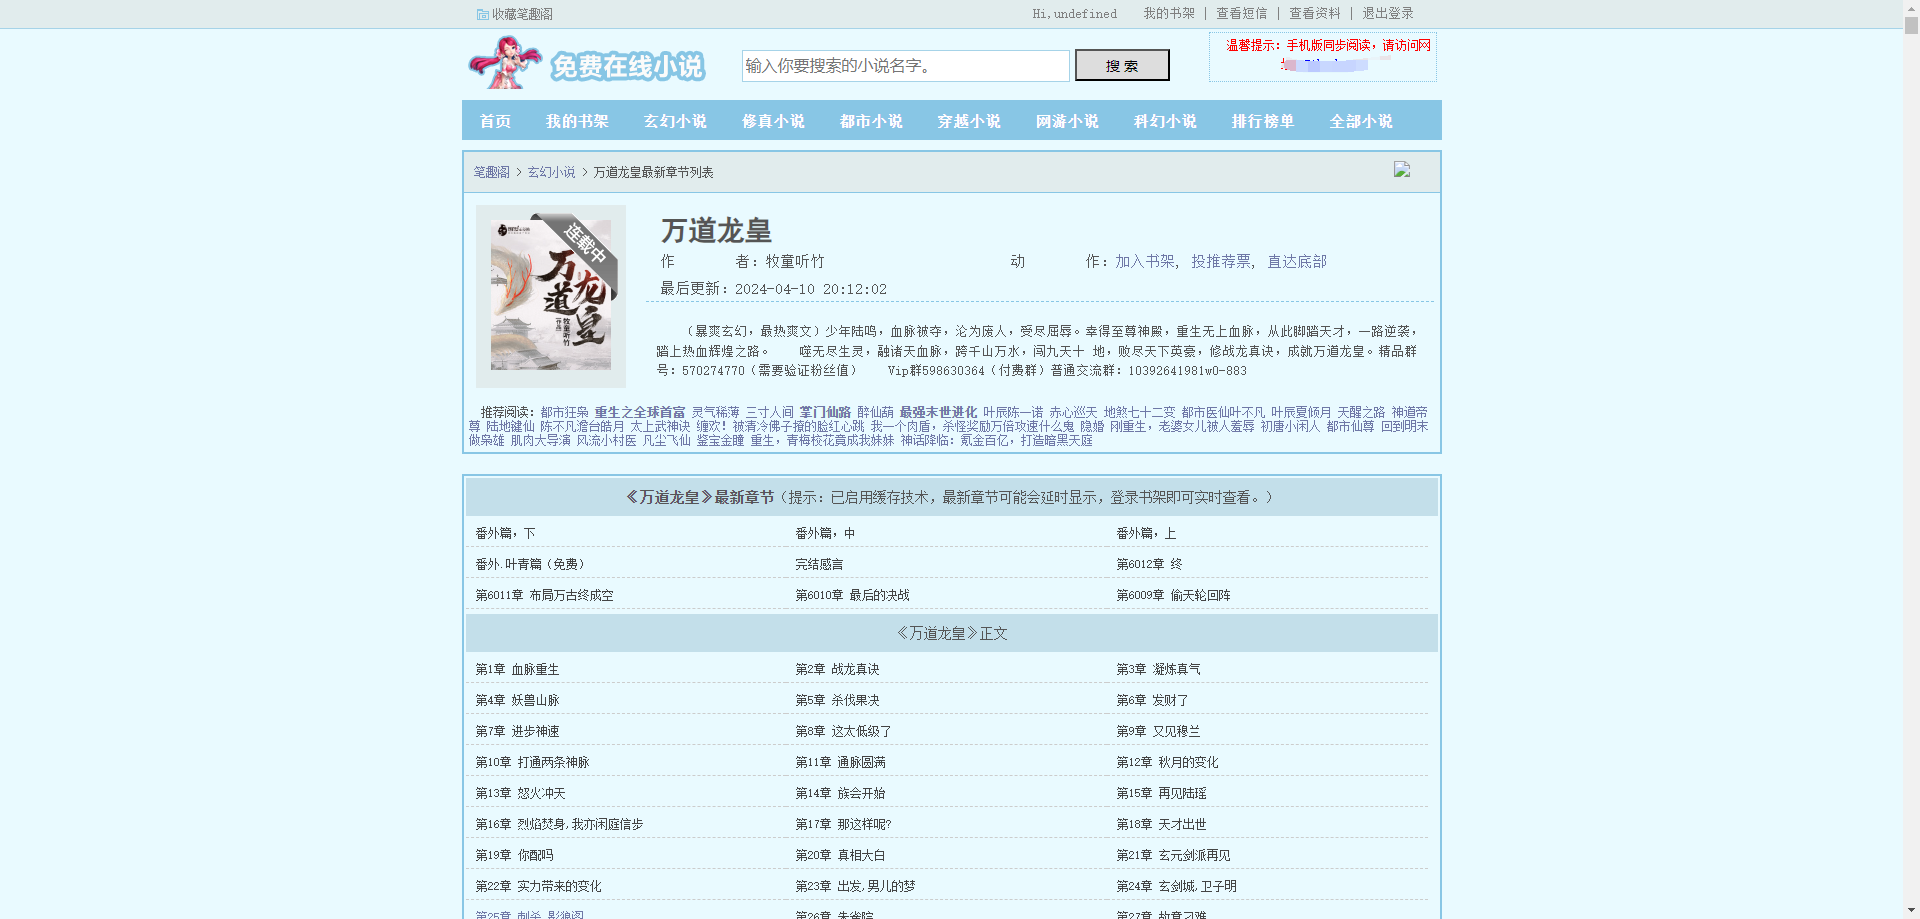 收藏笔趣阁
Hi,undefined 我的书架 | 查看短信 | 查看资料 | 退出登录
免费在线小说
输入你要搜索的小说名字。
搜 索
温馨提示：手机版同步阅读，请访问网
首页 我的书架 玄幻小说 修真小说 都市小说 穿越小说 网游小说 科幻小说 排行榜单 全部小说
笔趣阁 > 玄幻小说 > 万道龙皇最新章节列表
连载中
万道龙皇
牧童听竹
作品
万道龙皇
作 者：牧童听竹 动 作：加入书架, 投推荐票, 直达底部
最后更新：2024-04-10 20:12:02
（暴爽玄幻，最热爽文）少年陆鸣，血脉被夺，沦为废人，受尽屈辱。幸得至尊神殿，重生无上血脉，从此脚踏天才，一路逆袭，
踏上热血辉煌之路。 噬无尽生灵，融诸天血脉，跨千山万水，闯九天十 地，败尽天下英豪，修战龙真诀，成就万道龙皇。精品群
号：570274770（需要验证粉丝值） Vip群598630364（付费群）普通交流群：10392641981w0-883
推荐阅读：都市狂枭 重生之全球首富 灵气稀薄 三寸人间 掌门仙路 醉仙葫 最强末世进化 叶辰陈一诺 赤心巡天 地煞七十二变 都市医仙叶不凡 叶辰夏倾月 天醒之路 神道帝
尊 陆地键仙 陈不凡澹台皓月 太上武神诀 缠欢！被清冷佛子撩的脸红心跳 我一个肉盾，杀怪奖励万倍攻速什么鬼 隐婚 刚重生，老婆女儿被人羞辱 初唐小闲人 都市仙尊 回到明末
做枭雄 肌肉大导演 风流小村医 凡尘飞仙 鉴宝金瞳 重生，青梅校花竟成我妹妹 神话降临：氪金百亿，打造暗黑天庭
《万道龙皇》最新章节（提示：已启用缓存技术，最新章节可能会延时显示，登录书架即可实时查看。）
番外篇，下 番外篇，中 番外篇，上
番外.叶青篇（免费） 完结感言 第6012章 终
第6011章 布局万古终成空 第6010章 最后的决战 第6009章 偷天轮回阵
《万道龙皇》正文
第1章 血脉重生 第2章 战龙真诀 第3章 凝炼真气
第4章 妖兽山脉 第5章 杀伐果决 第6章 发财了
第7章 进步神速 第8章 这太低级了 第9章 又见穆兰
第10章 打通两条神脉 第11章 通脉圆满 第12章 秋月的变化
第13章 怒火冲天 第14章 族会开始 第15章 再见陆瑶
第16章 烈焰焚身,我亦闲庭信步 第17章 那这样呢? 第18章 天才出世
第19章 你配吗 第20章 真相大白 第21章 玄元剑派再见
第22章 实力带来的变化 第23章 出发,男儿的梦 第24章 玄剑城,卫子明
第25章 刺杀,影狼阁 第26章 朱雀院 第27章 故意刁难